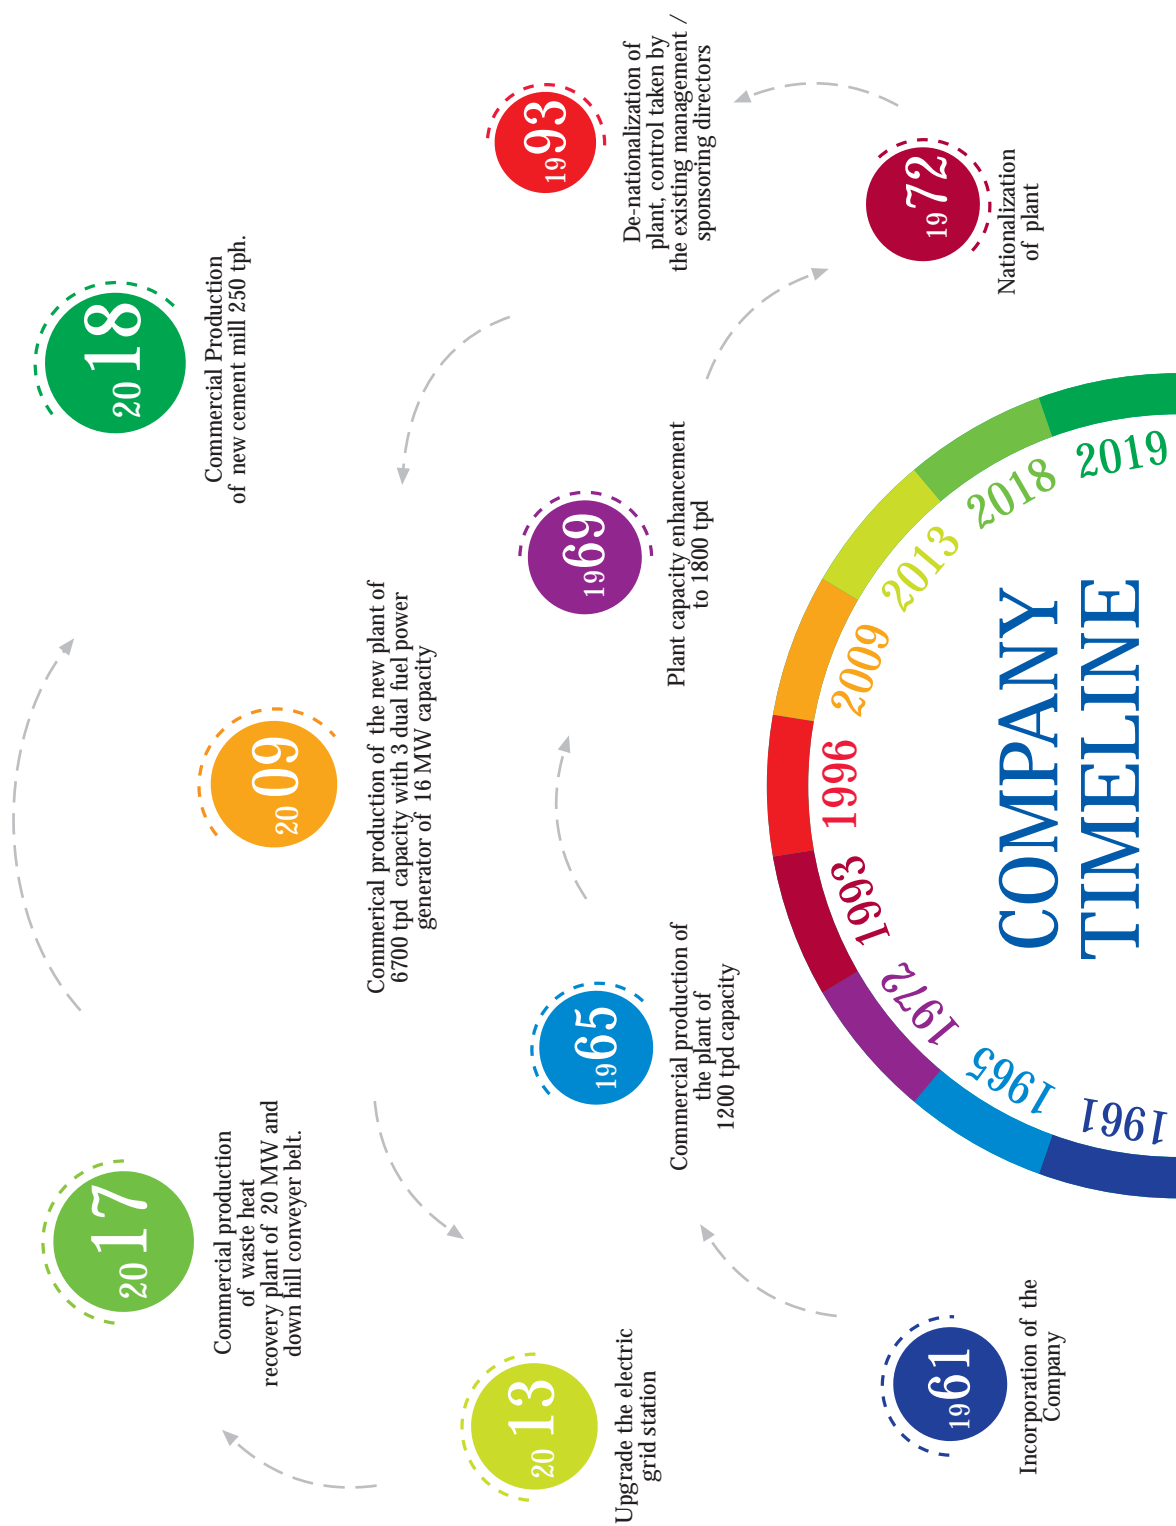 2017
Commercial production
of waste heat
recovery plant of 20 MW and
down hill conveyer belt.
2018
Commercial Production
of new cement mill 250 tph.
2009
Commerical production of the new plant of
6700 tpd capacity with 3 dual fuel power
generator of 16 MW capacity
2013
Upgrade the electric
grid station
1965
Commercial production of
the plant of
1200 tpd capacity
1969
Plant capacity enhancement
to 1800 tpd
1993
De-nationalization of
plant, control taken by
the existing management /
sponsoring directors
1961
Incorporation of the
Company
1972
Nationalization
of plant
1961
1965
1972
1993
1996
2009
2013
2018
2019
COMPANY
TIMELINE